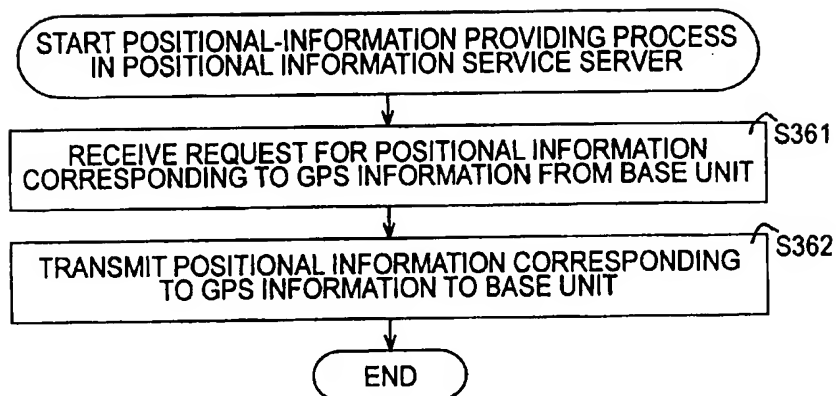 START POSITIONAL-INFORMATION PROVIDING PROCESS
IN POSITIONAL INFORMATION SERVICE SERVER
S361
RECEIVE REQUEST FOR POSITIONAL INFORMATION
CORRESPONDING TO GPS INFORMATION FROM BASE UNIT
S362
TRANSMIT POSITIONAL INFORMATION CORRESPONDING
TO GPS INFORMATION TO BASE UNIT
END